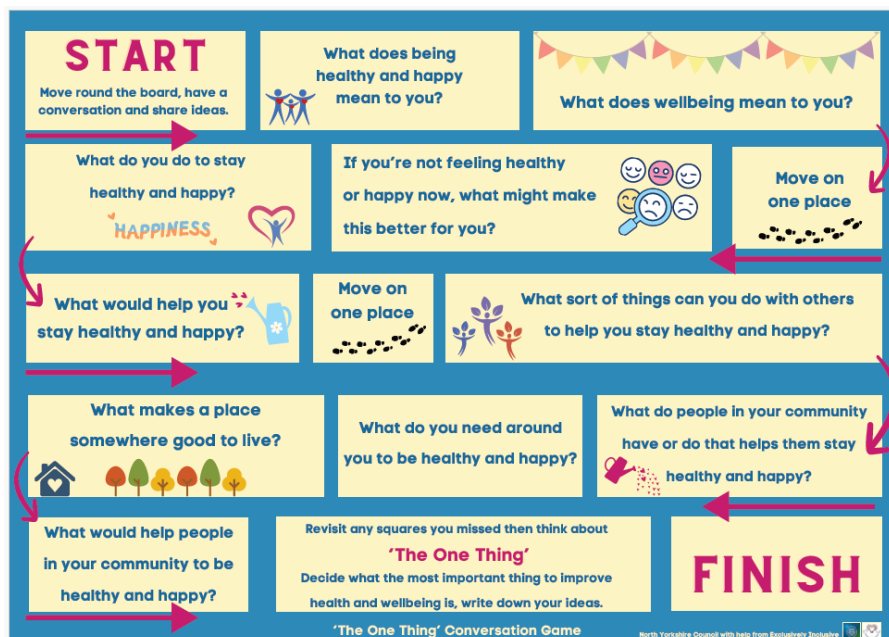 START
Move round the board, have a
conversation and share ideas.
What does being
healthy and happy
mean to you?
What does wellbeing mean to you?
What do you do to stay
healthy and happy?
HAPPINESS
If you're not feeling healthy
or happy now, what might make
this better for you?
Move on
one place
What would help you
stay healthy and happy?
Move on
one place
What sort of things can you do with others
to help you stay healthy and happy?
What makes a place
somewhere good to live?
What do you need around
you to be healthy and happy?
What do people in your community
have or do that helps them stay
healthy and happy?
What would help people
in your community to be
healthy and happy?
Revisit any squares you missed then think about
'The One Thing'
Decide what the most important thing to improve
health and wellbeing is, write down your ideas.
FINISH
'The One Thing' Conversation Game
North Yorkshire Council with help from Exclusively Inclusive